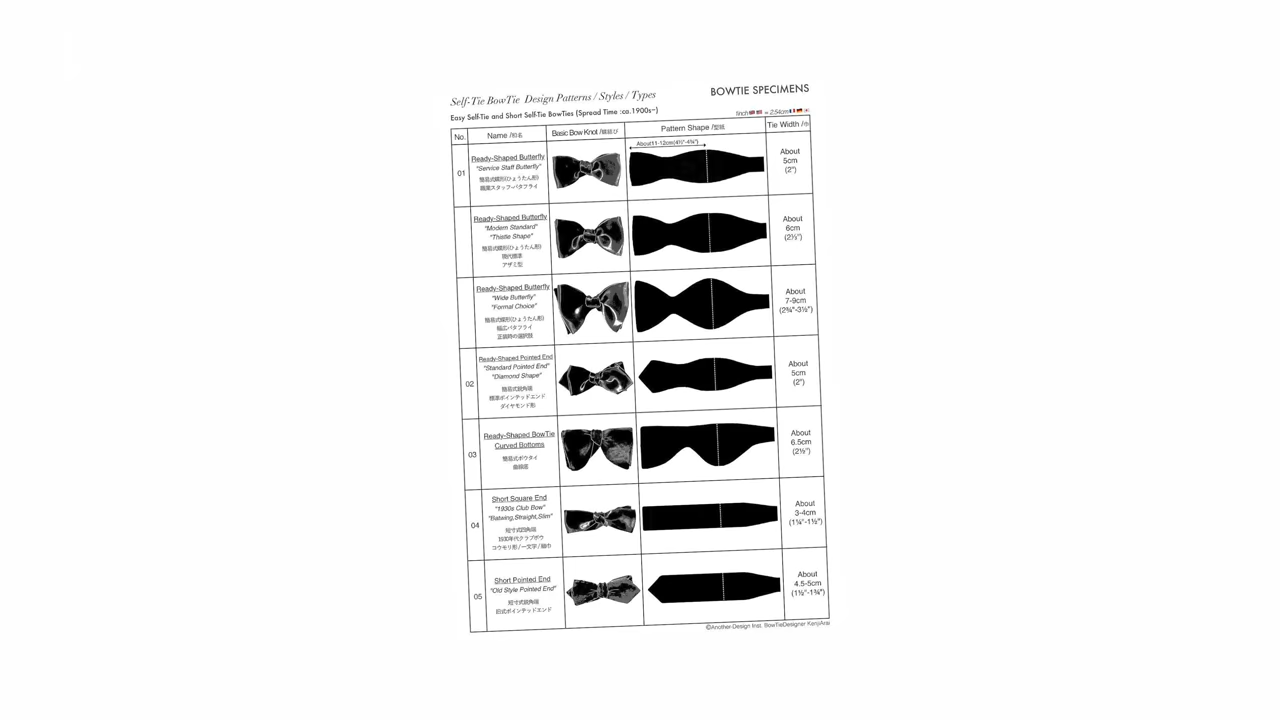 Self-Tie BowTie Design Patterns / Styles / Types
BOWTIE SPECIMENS
Easy Self-Tie and Short Self-Tie BowTies (Spread Time :ca.1900s~)
1inch = 2.54cm
No.
Name /和名
Basic Bow Knot /蝶結び
Pattern Shape /型紙
Tie Width /巾
01
Ready-Shaped Butterfly
"Service Staff Butterfly"
簡易式蝶形(ひょうたん形)
職業スタッフ・バタフライ
About11-12cm(4½"-4¾")
About
5cm
(2")
Ready-Shaped Butterfly
"Modern Standard"
"Thistle Shape"
簡易式蝶形(ひょうたん形)
現代標準
アザミ型
About
6cm
Ready-Shaped Butterfly
"Wide Butterfly"
"Formal Choice"
簡易式蝶形(ひょうたん形)
幅広バタフライ
正装時の選択肢
About
7-9cm
(2¾"-3½")
02
Ready-Shaped Pointed End
"Standard Pointed End"
"Diamond Shape"
簡易式鋭角端
標準ポインテッドエンド
ダイヤモンド形
About
5cm
(2")
03
Ready-Shaped BowTie
Curved Bottoms
簡易式ボウタイ
曲線底
About
6.5cm
(2½")
04
Short Square End
"1930s Club Bow"
"Batwing,Straight,Slim"
短寸式四角端
1930年代クラブボウ
コウモリ形/一文字/細巾
About
3-4cm
(1¼"-1½")
05
Short Pointed End
"Old Style Pointed End"
短寸式鋭角端
旧式ポインテッドエンド
About
4.5-5cm
(1½"-1¾")
©Another-Design Inst. BowTieDesigner KenjiArai